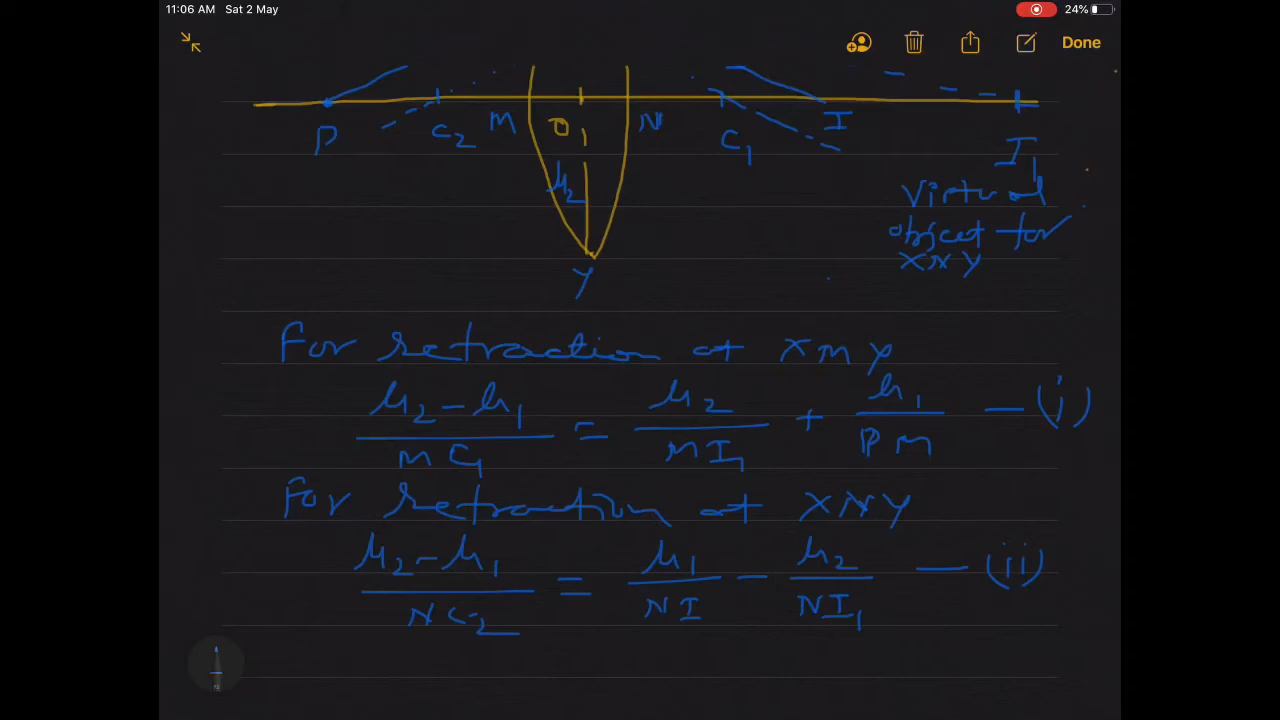 11:06 AM Sat 2 May 24%
Done
P C₂ M O N C₁ I I₁
μ₂
Virtual
object for
XNY
Y
For refraction at XMY
(μ₂ − μ₁)/(MC₁) = μ₂/(MI₁) + μ₁/(PM) — (i)
For refraction at XNY
(μ₂ − μ₁)/(NC₂) = μ₁/(NI) − μ₂/(NI₁) — (ii)